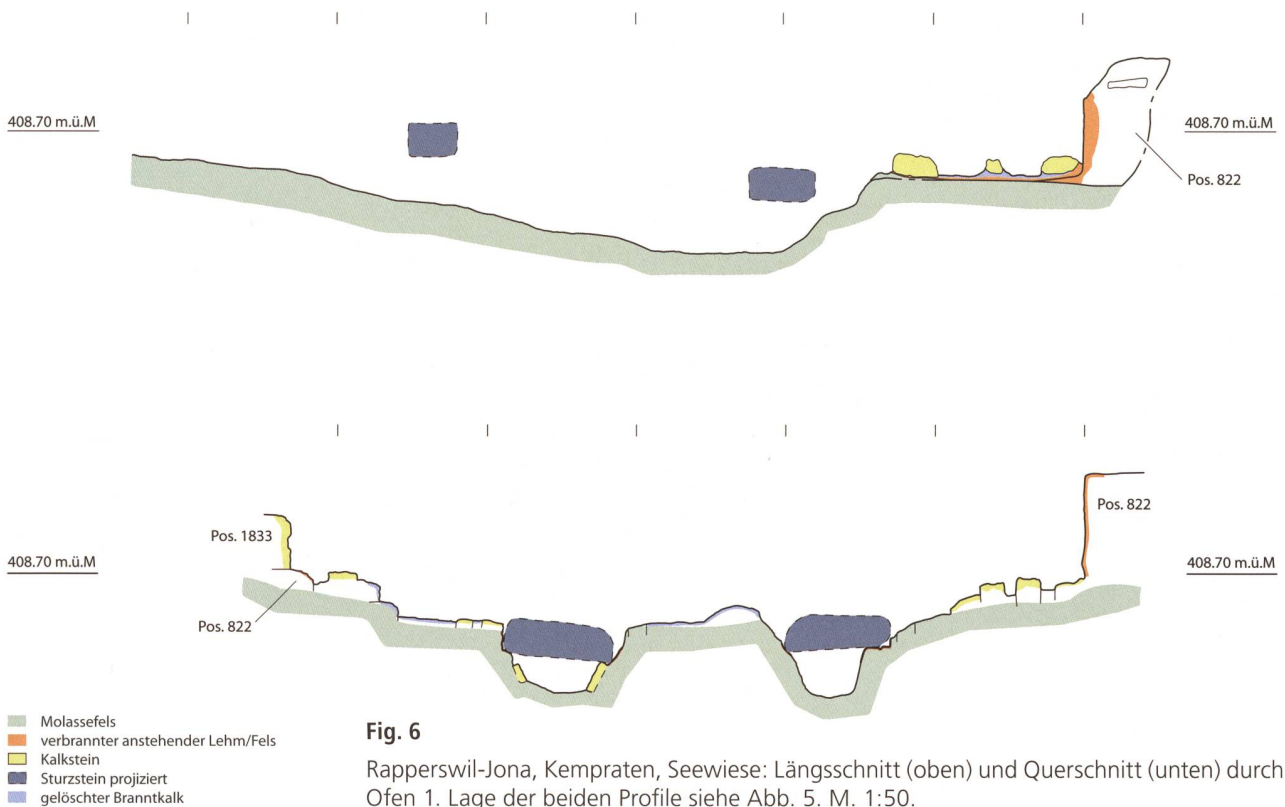 408.70 m.ü.M
408.70 m.ü.M
Pos. 822
Pos. 1833
Pos. 822
408.70 m.ü.M
408.70 m.ü.M
Pos. 822
Molassefels
verbrannter anstehender Lehm/Fels
Kalkstein
Sturzstein projiziert
gelöschter Branntkalk
Fig. 6
Rapperswil-Jona, Kempraten, Seewiese: Längsschnitt (oben) und Querschnitt (unten) durch
Ofen 1. Lage der beiden Profile siehe Abb. 5. M. 1:50.